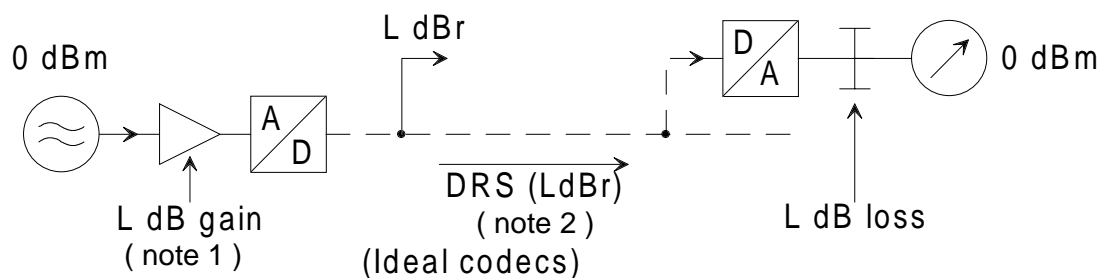 L dBr
0 dBm
A
D
D
A
0 dBm
L dB gain
( note 1 )
DRS (LdBr)
( note 2 )
(Ideal codecs)
L dB loss